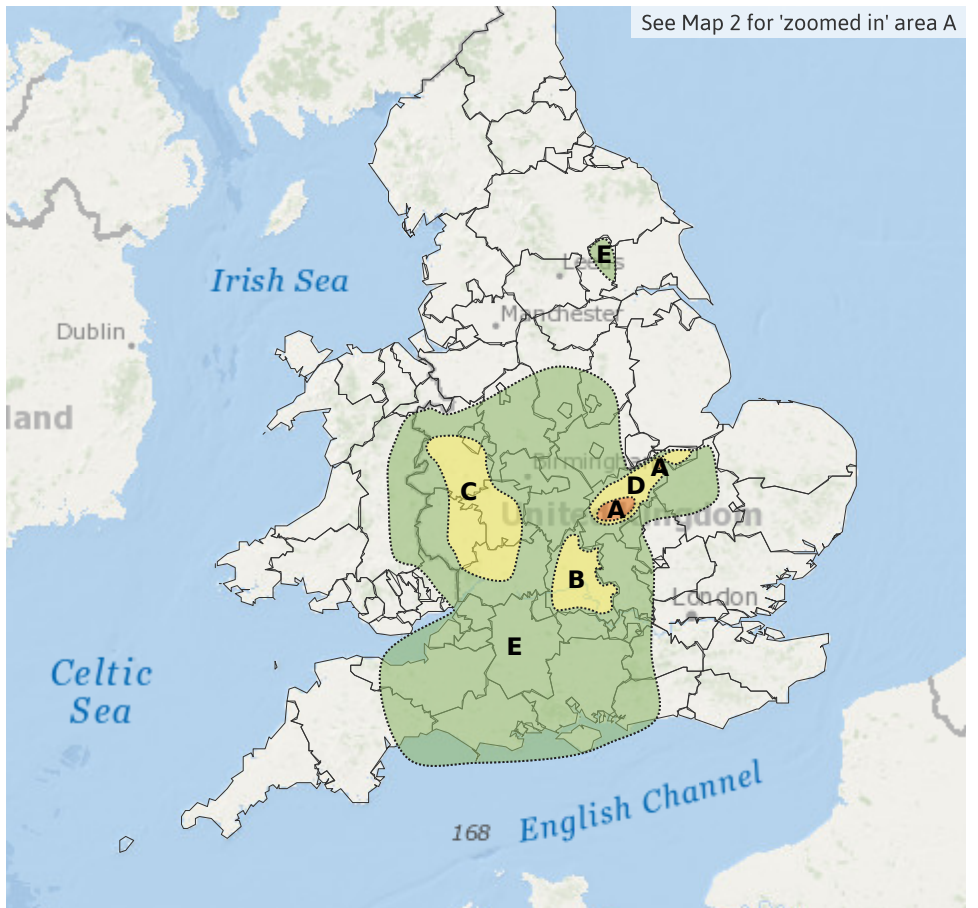 See Map 2 for 'zoomed in' area A
E
Leeds
Irish Sea
Manchester
Dublin
land
Birmingham
A
C
D
A
United Kingdom
B
London
E
Celtic
Sea
English Channel
168